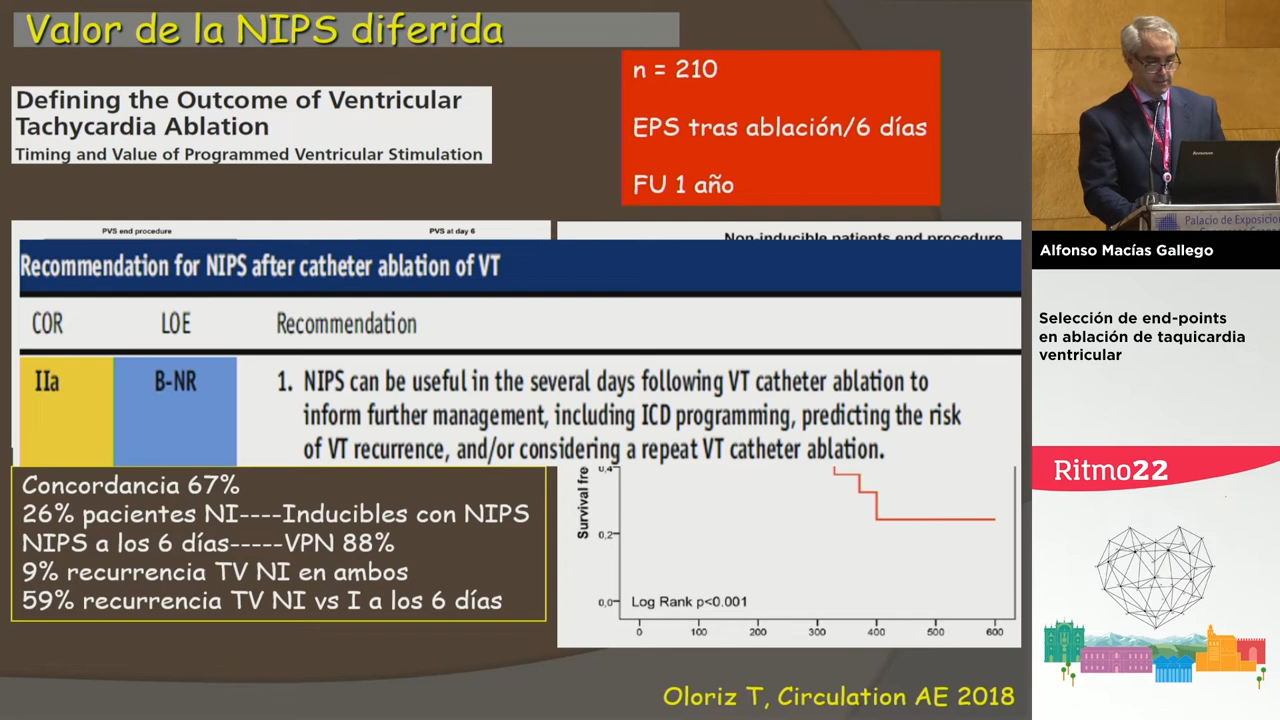 Valor de la NIPS diferida
Defining the Outcome of Ventricular
Tachycardia Ablation
Timing and Value of Programmed Ventricular Stimulation
n = 210
EPS tras ablación/6 días
FU 1 año
PVS end procedure
PVS at day 6
Non-inducible patients end procedure
Recommendation for NIPS after catheter ablation of VT
COR LOE Recommendation
IIa B-NR 1. NIPS can be useful in the several days following VT catheter ablation to
inform further management, including ICD programming, predicting the risk
of VT recurrence, and/or considering a repeat VT catheter ablation.
Concordancia 67%
26% pacientes NI----Inducibles con NIPS
NIPS a los 6 días-----VPN 88%
9% recurrencia TV NI en ambos
59% recurrencia TV NI vs I a los 6 días
Survival fre
0,4
0,2
0,0
Log Rank p<0.001
0 100 200 300 400 500 600
Oloriz T, Circulation AE 2018
lenovo
Palacio de Exposicion
Alfonso Macías Gallego
Selección de end-points
en ablación de taquicardia
ventricular
Ritmo22